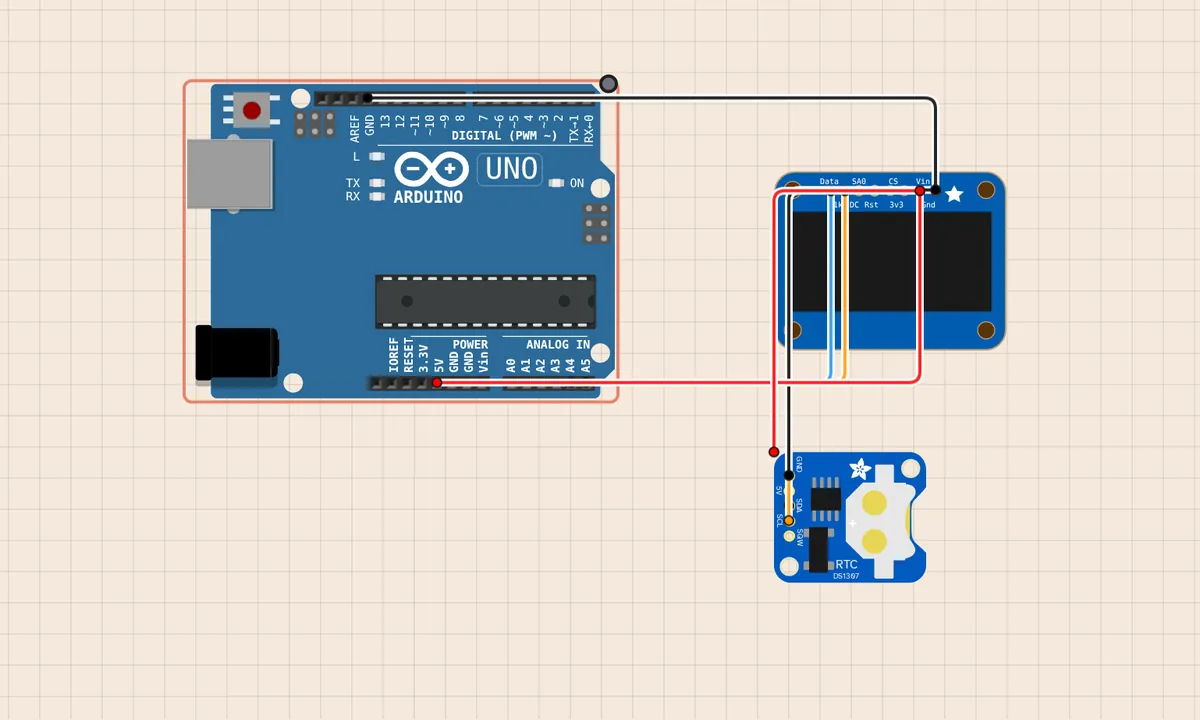 AREF
GND
13
12
~11
~10
~9
8
7
~6
~5
4
~3
2
TX→1
RX←0
DIGITAL (PWM ~)
L
TX
RX
UNO
ON
ARDUINO
IOREF
RESET
3.3V
5V
GND
GND
Vin
POWER
A0
A1
A2
A3
A4
A5
ANALOG IN
Data SA0 CS Vin
DC Rst 3v3 Gnd
GND
5V
SDA
SCL
SQW
RTC
DS1307